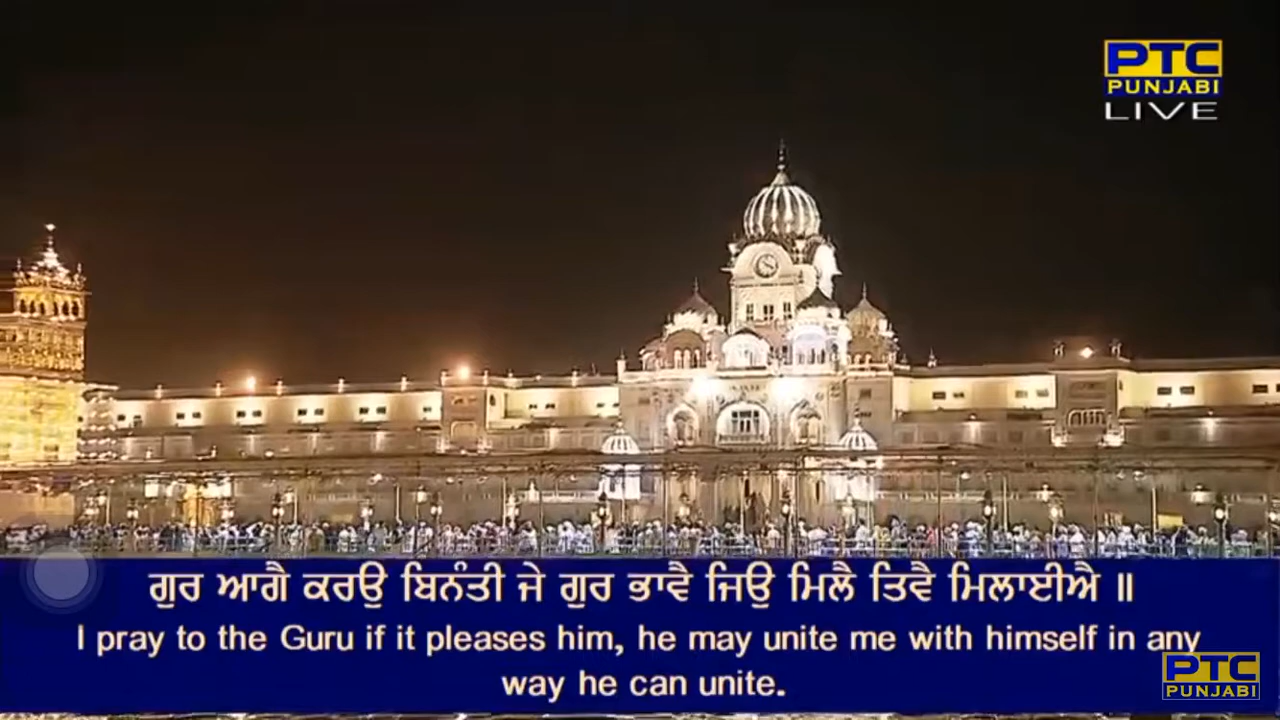 PTC
PUNJABI
LIVE
ਗੁਰ ਆਗੈ ਕਰਉ ਬਿਨੰਤੀ ਜੇ ਗੁਰ ਭਾਵੈ ਜਿਉ ਮਿਲੈ ਤਿਵੈ ਮਿਲਾਈਐ ॥
I pray to the Guru if it pleases him, he may unite me with himself in any
way he can unite.
PTC
PUNJABI